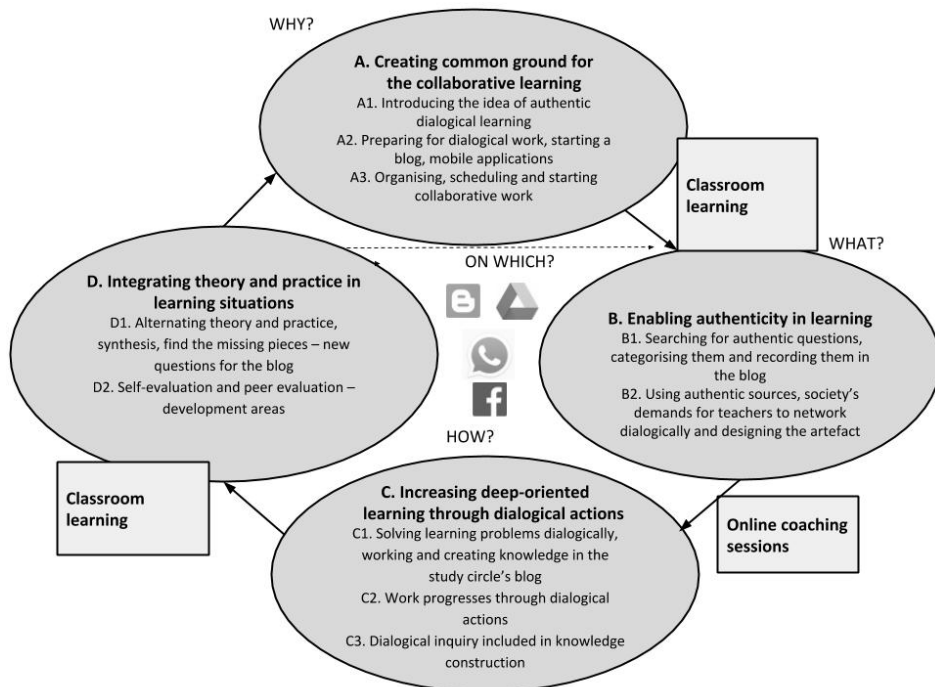 WHY?
A. Creating common ground for
the collaborative learning
A1. Introducing the idea of authentic
dialogical learning
A2. Preparing for dialogical work, starting a
blog, mobile applications
A3. Organising, scheduling and starting
collaborative work
Classroom
learning
WHAT?
ON WHICH?
D. Integrating theory and practice in
learning situations
D1. Alternating theory and practice,
synthesis, find the missing pieces – new
questions for the blog
D2. Self-evaluation and peer evaluation –
development areas
B. Enabling authenticity in learning
B1. Searching for authentic questions,
categorising them and recording them in
the blog
B2. Using authentic sources, society's
demands for teachers to network
dialogically and designing the artefact
HOW?
Classroom
learning
C. Increasing deep-oriented
learning through dialogical actions
C1. Solving learning problems dialogically,
working and creating knowledge in the
study circle's blog
C2. Work progresses through dialogical
actions
C3. Dialogical inquiry included in knowledge
construction
Online coaching
sessions